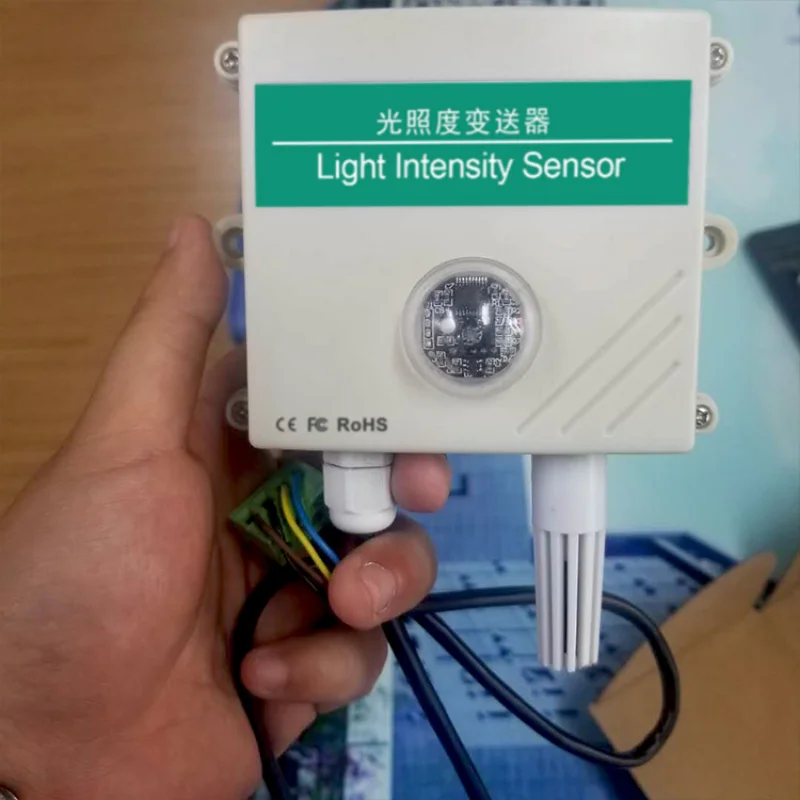 光照度变送器
Light Intensity Sensor
CE FC RoHS